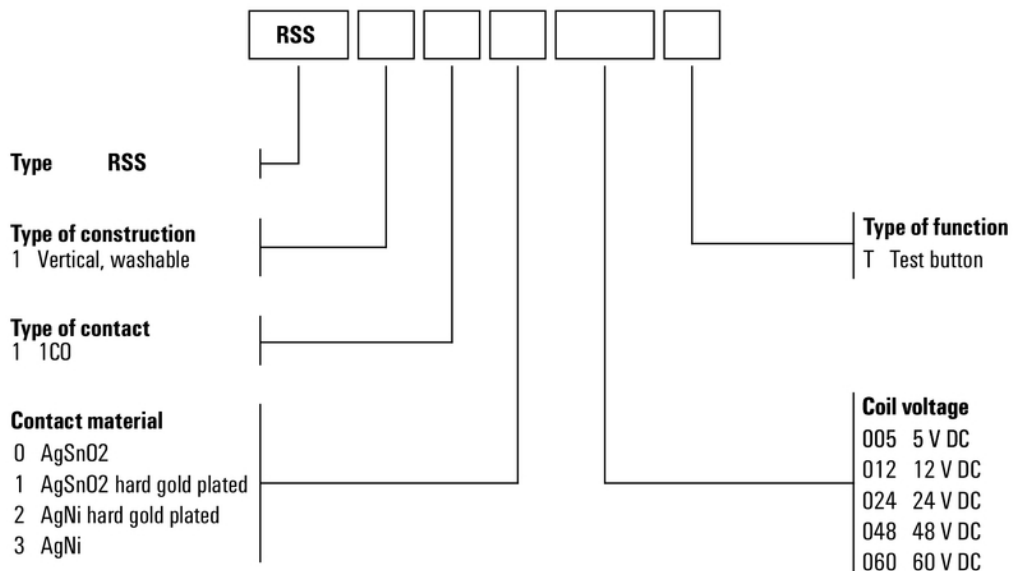 RSS
Type RSS
Type of construction
1 Vertical, washable
Type of contact
1 1CO
Contact material
0 AgSnO2
1 AgSnO2 hard gold plated
2 AgNi hard gold plated
3 AgNi
Type of function
T Test button
Coil voltage
005 5 V DC
012 12 V DC
024 24 V DC
048 48 V DC
060 60 V DC